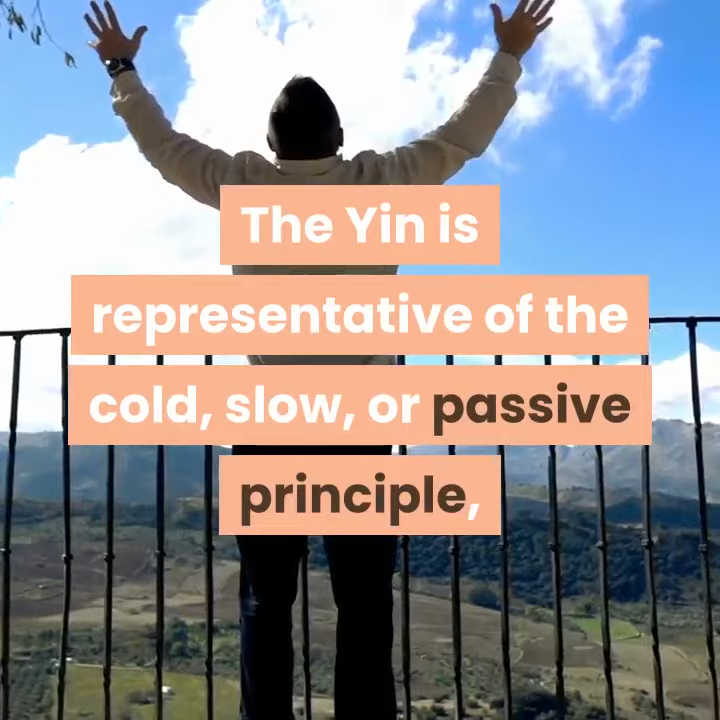 The Yin is
representative of the
cold, slow, or passive
principle,